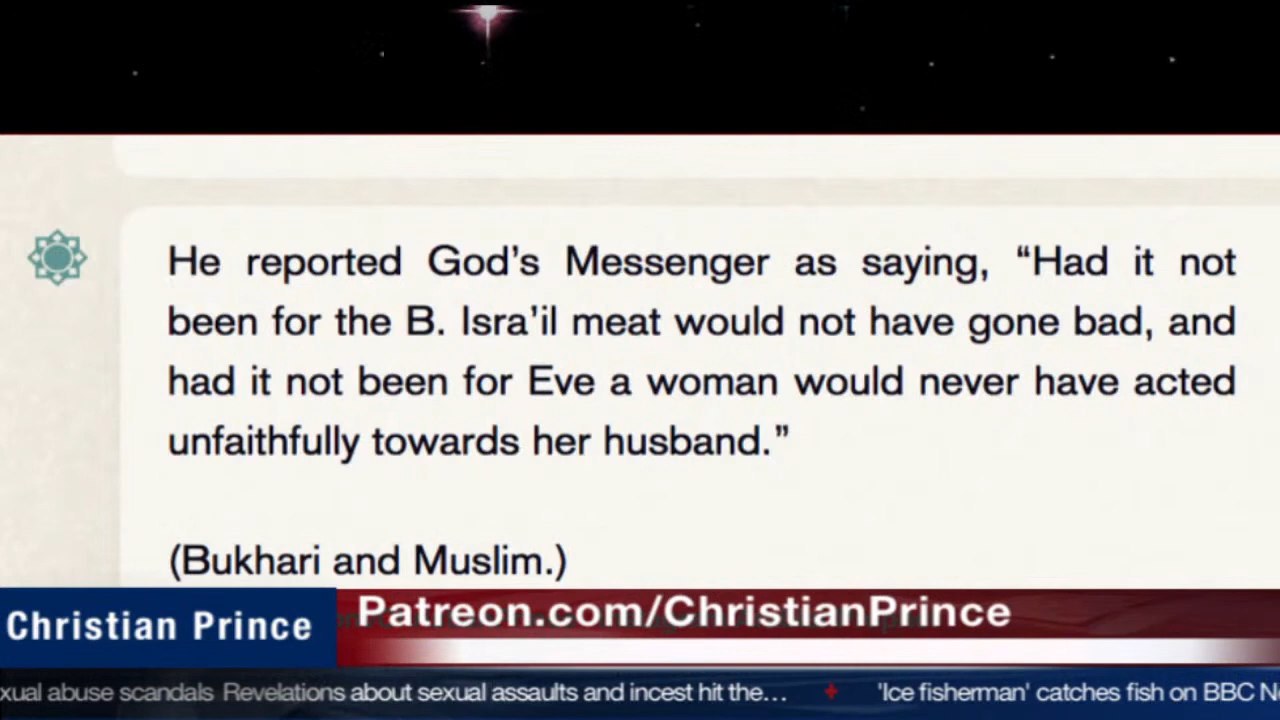 He reported God's Messenger as saying, “Had it not
been for the B. Isra'il meat would not have gone bad, and
had it not been for Eve a woman would never have acted
unfaithfully towards her husband.”
(Bukhari and Muslim.)
Christian Prince
Patreon.com/ChristianPrince
xual abuse scandals Revelations about sexual assaults and incest hit the... 'Ice fisherman' catches fish on BBC N